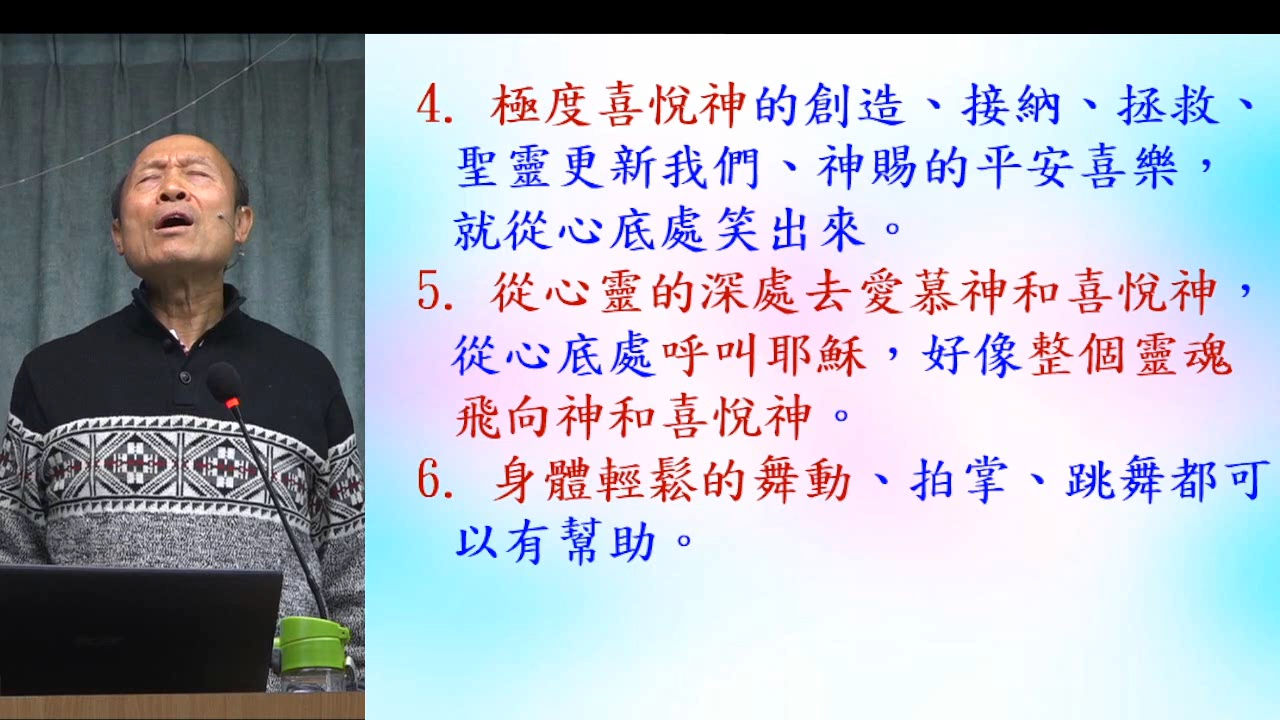 4. 極度喜悅神的創造、接納、拯救、
聖靈更新我們、神賜的平安喜樂，
就從心底處笑出來。
5. 從心靈的深處去愛慕神和喜悅神，
從心底處呼叫耶穌，好像整個靈魂
飛向神和喜悅神。
6. 身體輕鬆的舞動、拍掌、跳舞都可
以有幫助。